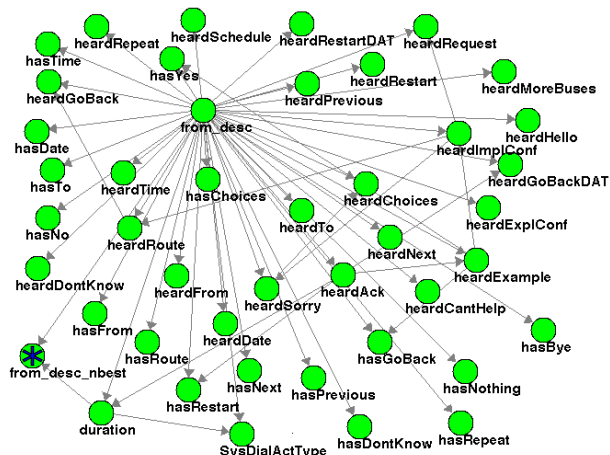 heardRepeat
heardSchedule
heardRestartDAT
heardRequest
hasTime
hasYes
heardRestart
heardGoBack
heardPrevious
heardMoreBuses
from_desc
heardHello
hasDate
heardImplConf
hasTo
heardTime
hasChoices
heardChoices
heardGoBackDAT
hasNo
heardRoute
heardTo
heardNext
heardExplConf
heardDontKnow
heardFrom
heardSorry
heardAck
heardExample
heardCantHelp
hasFrom
heardDate
hasBye
from_desc_nbest
hasRoute
hasGoBack
hasNext
hasPrevious
hasNothing
hasRestart
duration
SysDialActType
hasDontKnow
hasRepeat